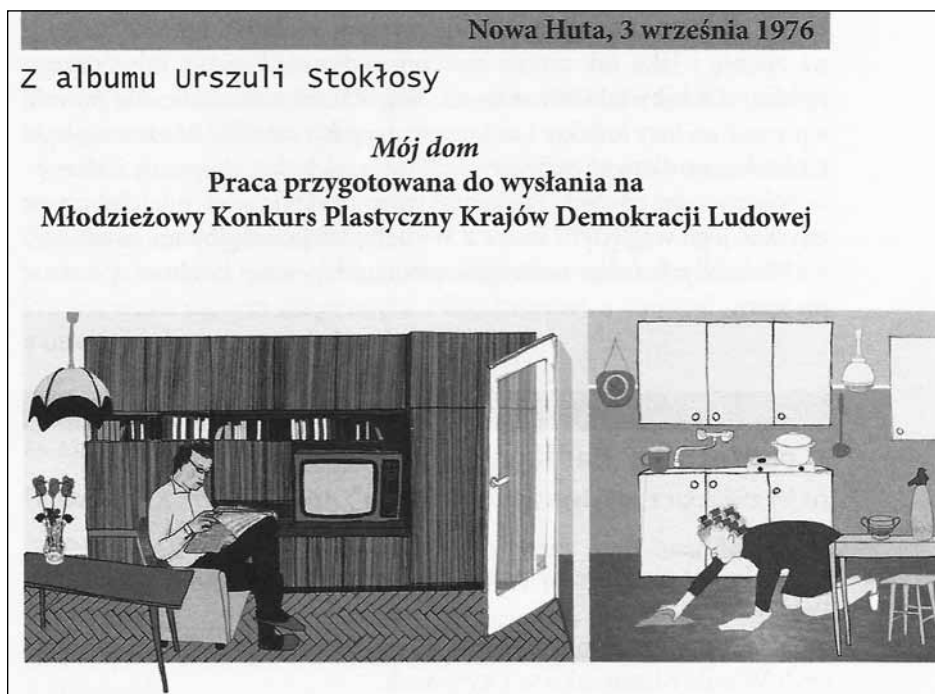 Nowa Huta, 3 września 1976
Z albumu Urszuli Stokłosy
Mój dom
Praca przygotowana do wysłania na
Młodzieżowy Konkurs Plastyczny Krajów Demokracji Ludowej